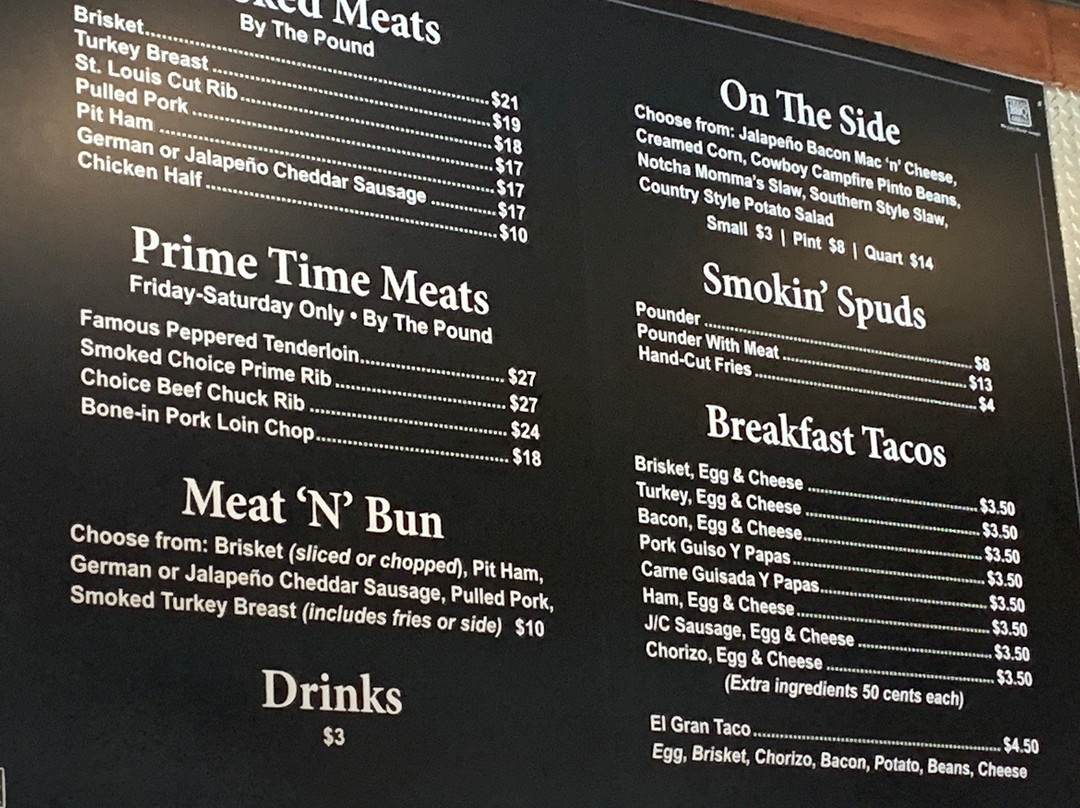 Meats
By The Pound
Brisket $21
Turkey Breast $19
St. Louis Cut Rib $18
Pulled Pork $17
Pit Ham $17
German or Jalapeño Cheddar Sausage $17
Chicken Half $10
Prime Time Meats
Friday-Saturday Only • By The Pound
Famous Peppered Tenderloin $27
Smoked Choice Prime Rib $27
Choice Beef Chuck Rib $24
Bone-in Pork Loin Chop $18
Meat ‘N’ Bun
Choose from: Brisket (sliced or chopped), Pit Ham,
German or Jalapeño Cheddar Sausage, Pulled Pork,
Smoked Turkey Breast (includes fries or side) $10
Drinks
$3
On The Side
Choose from: Jalapeño Bacon Mac ‘n’ Cheese,
Creamed Corn, Cowboy Campfire Pinto Beans,
Notcha Momma's Slaw, Southern Style Slaw,
Country Style Potato Salad
Small $3 | Pint $8 | Quart $14
Smokin’ Spuds
Pounder $8
Pounder With Meat $13
Hand-Cut Fries $4
Breakfast Tacos
Brisket, Egg & Cheese $3.50
Turkey, Egg & Cheese $3.50
Bacon, Egg & Cheese $3.50
Pork Guiso Y Papas $3.50
Carne Guisada Y Papas $3.50
Ham, Egg & Cheese $3.50
J/C Sausage, Egg & Cheese $3.50
Chorizo, Egg & Cheese $3.50
(Extra ingredients 50 cents each)
El Gran Taco $4.50
Egg, Brisket, Chorizo, Bacon, Potato, Beans, Cheese